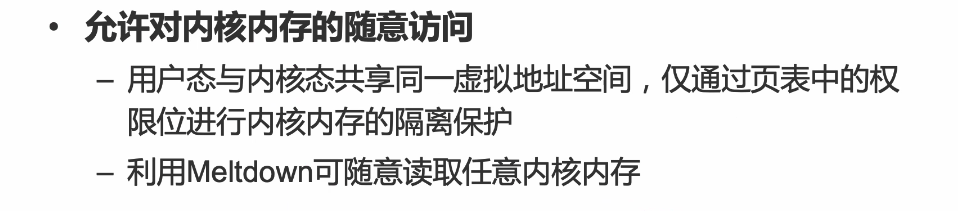 • 允许对内核内存的随意访问
– 用户态与内核态共享同一虚拟地址空间，仅通过页表中的权
限位进行内核内存的隔离保护
– 利用Meltdown可随意读取任意内核内存